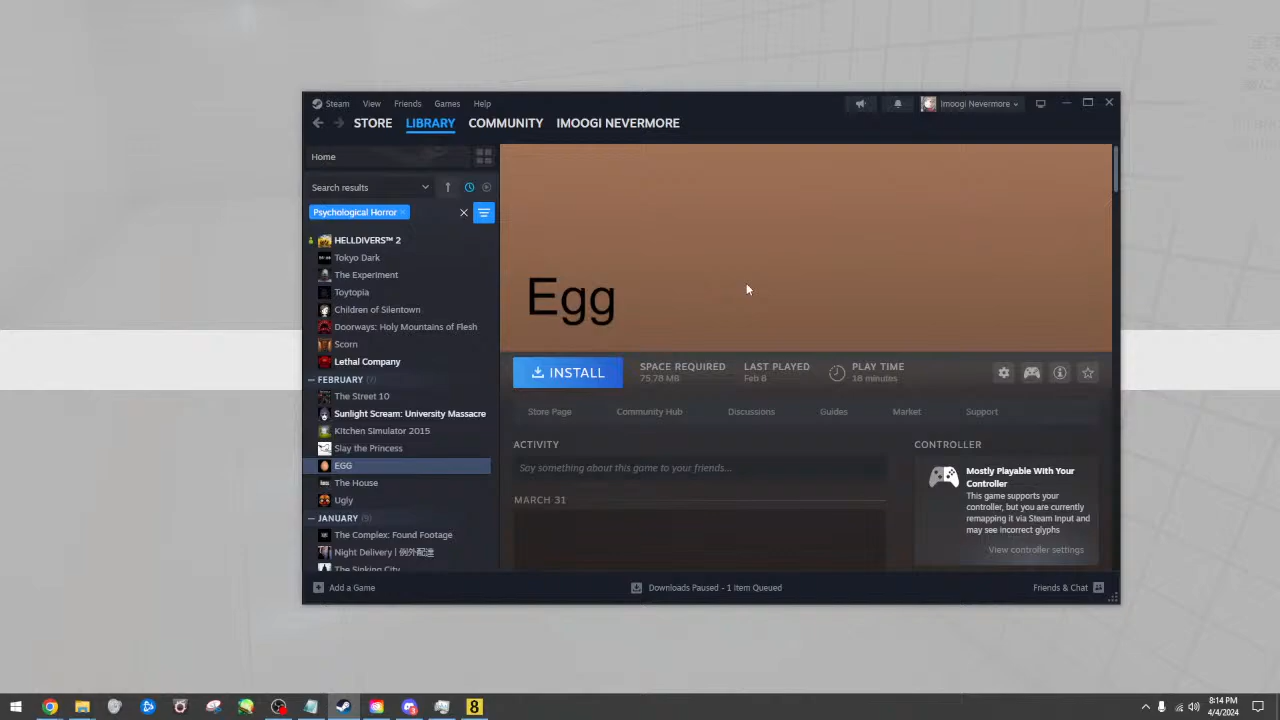 Steam View Friends Games Help
Imoogi Nevermore
STORE LIBRARY COMMUNITY IMOOGI NEVERMORE
Home
Search results
Psychological Horror
HELLDIVERS™ 2
Tokyo Dark
The Experiment
Toytopia
Children of Silentown
Doorways: Holy Mountains of Flesh
Scorn
Lethal Company
FEBRUARY (7)
The Street 10
Sunlight Scream: University Massacre
Kitchen Simulator 2015
Slay the Princess
EGG
The House
Ugly
JANUARY (9)
The Complex: Found Footage
Night Delivery | 例外配達
The Sinking City
Add a Game
Egg
INSTALL
SPACE REQUIRED
75.78 MB
LAST PLAYED
Feb 8
PLAY TIME
18 minutes
Store Page Community Hub Discussions Guides Market Support
ACTIVITY
Say something about this game to your friends...
MARCH 31
CONTROLLER
Mostly Playable With Your
Controller
This game supports your
controller, but you are currently
remapping it via Steam Input and
may see incorrect glyphs
View controller settings
Downloads Paused - 1 Item Queued
Friends & Chat
8
8:14 PM
4/4/2024